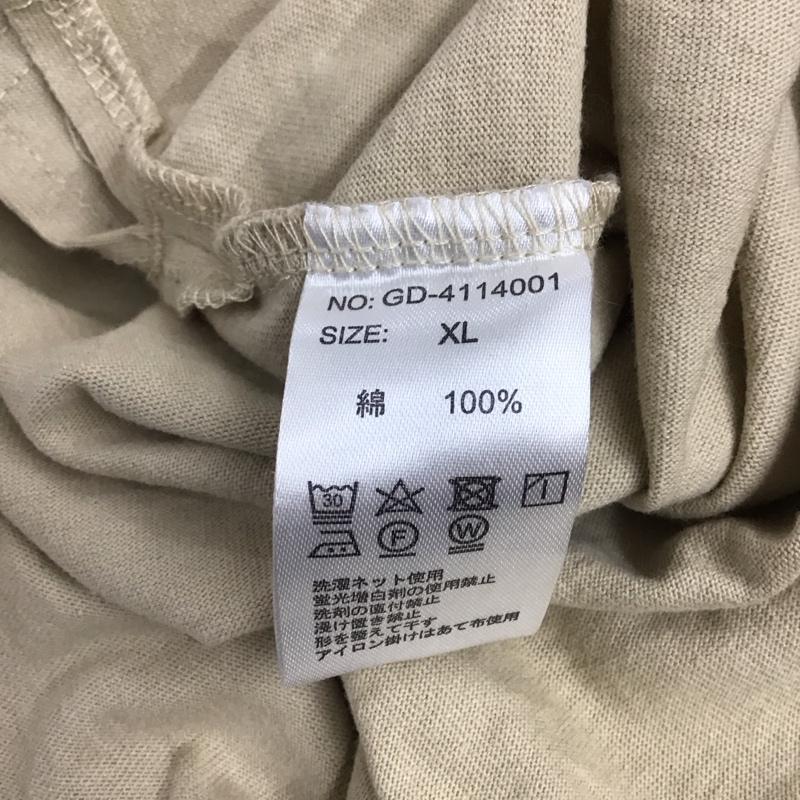 NO: GD-4114001
SIZE: XL
綿 100%
30
F W
洗濯ネット使用
蛍光増白剤の使用禁止
洗剤の直付禁止
浸け置き禁止
形を整えて干す
アイロン掛けはあて布使用